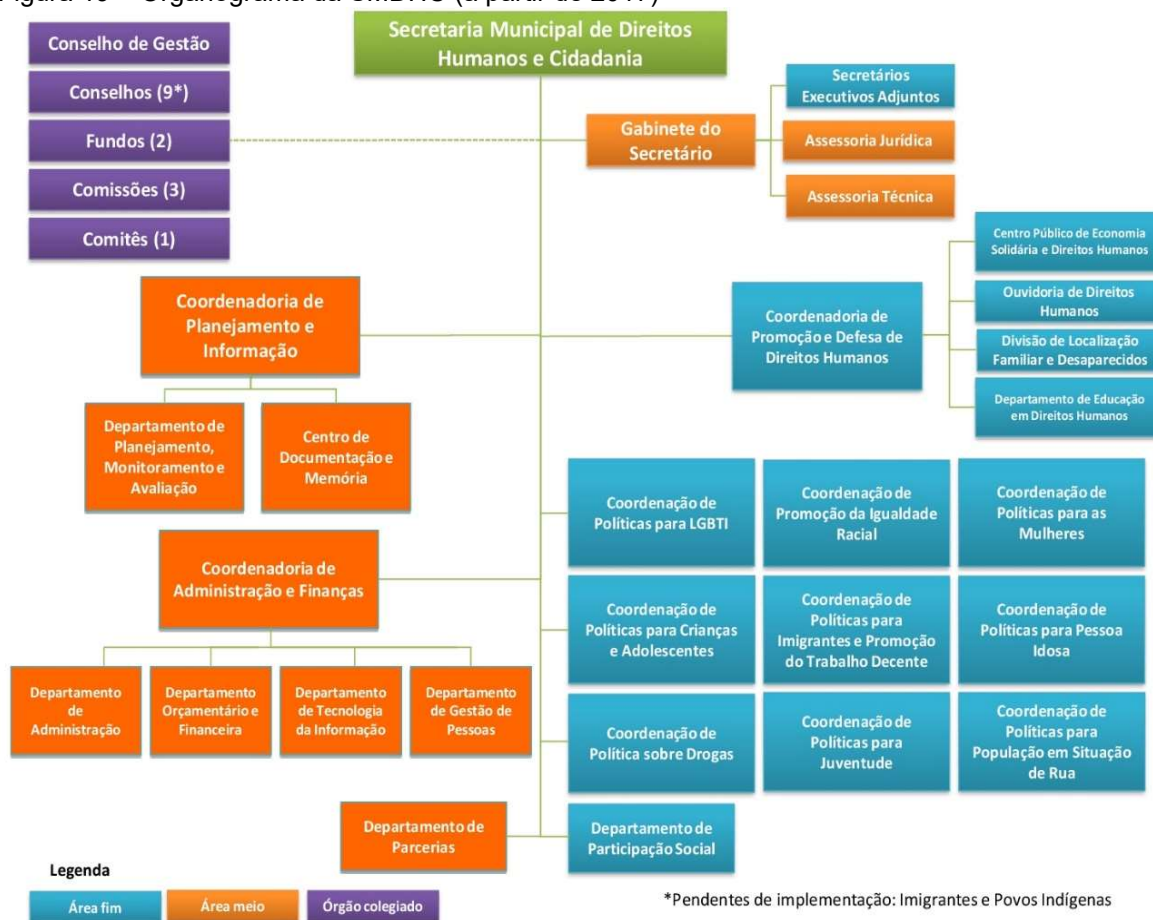 Conselho de Gestão
Conselhos (9*)
Fundos (2)
Comissões (3)
Comitês (1)
Secretaria Municipal de Direitos
Humanos e Cidadania
Gabinete do
Secretário
Secretários
Executivos Adjuntos
Assessoria Jurídica
Assessoria Técnica
Coordenadoria de
Planejamento e
Informação
Departamento de
Planejamento,
Monitoramento e
Avaliação
Centro de
Documentação e
Memória
Coordenadoria de
Promoção e Defesa de
Direitos Humanos
Centro Público de Economia
Solidária e Direitos Humanos
Ouvidoria de Direitos
Humanos
Divisão de Localização
Familiar e Desaparecidos
Departamento de Educação
em Direitos Humanos
Coordenadoria de
Administração e Finanças
Departamento
de
Administração
Departamento
Orçamentário e
Financeira
Departamento
de Tecnologia
da Informação
Departamento
de Gestão de
Pessoas
Coordenação de
Políticas para LGBTI
Coordenação de
Promoção da Igualdade
Racial
Coordenação de
Políticas para as
Mulheres
Coordenação de
Políticas para Crianças
e Adolescentes
Coordenação de
Políticas para
Imigrantes e Promoção
do Trabalho Decente
Coordenação de
Políticas para Pessoa
Idosa
Coordenação de
Política sobre Drogas
Coordenação de
Políticas para
Juventude
Coordenação de
Políticas para
População em Situação
de Rua
Departamento de
Parcerias
Departamento de
Participação Social
Legenda
Área fim
Área meio
Órgão colegiado
*Pendentes de implementação: Imigrantes e Povos Indígenas